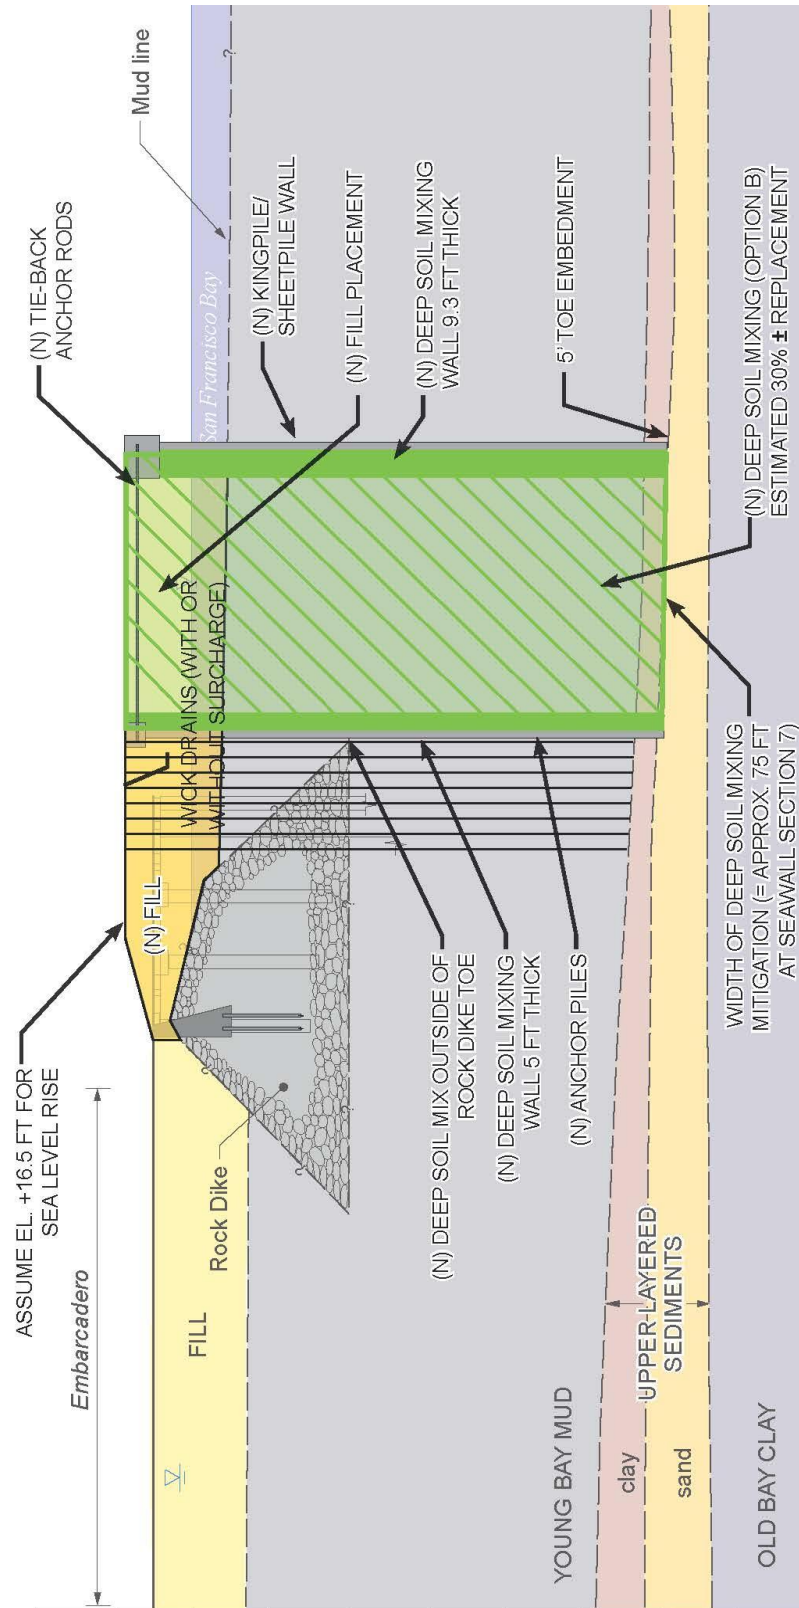 ASSUME EL. +16.5 FT FOR
SEA LEVEL RISE
Embarcadero
(N) TIE-BACK
ANCHOR RODS
Mud line
San Francisco Bay
?
(N) KINGPILE/
SHEETPILE WALL
(N) FILL PLACEMENT
(N) DEEP SOIL MIXING
WALL 9.3 FT THICK
5' TOE EMBEDMENT
(N) FILL
WICK DRAINS (WITH OR
WITHOUT SURCHARGE)
FILL
Rock Dike
(N) DEEP SOIL MIX OUTSIDE OF
ROCK DIKE TOE
(N) DEEP SOIL MIXING
WALL 5 FT THICK
(N) ANCHOR PILES
YOUNG BAY MUD
clay
UPPER LAYERED
SEDIMENTS
sand
OLD BAY CLAY
WIDTH OF DEEP SOIL MIXING
MITIGATION (= APPROX. 75 FT
AT SEAWALL SECTION 7)
(N) DEEP SOIL MIXING (OPTION B)
ESTIMATED 30% ± REPLACEMENT